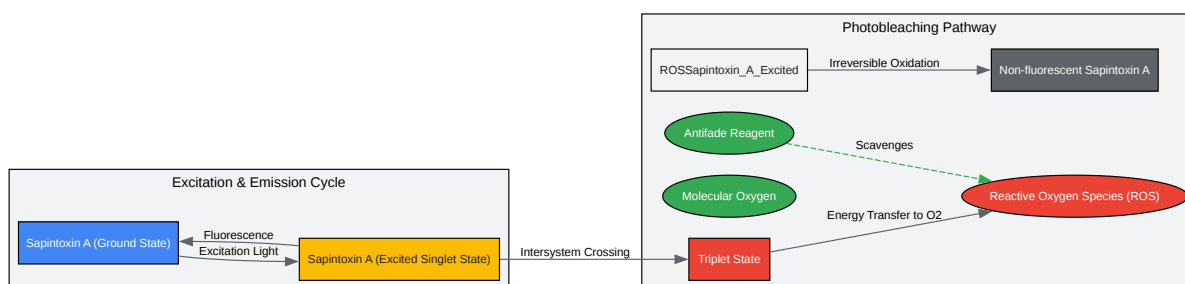 Photobleaching Pathway
ROSSapintoxin_A_Excited
Irreversible Oxidation
Non-fluorescent Sapintoxin A
Antifade Reagent
Scavenges
Molecular Oxygen
Reactive Oxygen Species (ROS)
Energy Transfer to O2
Triplet State
Excitation & Emission Cycle
Sapintoxin A (Ground State)
Fluorescence
Excitation Light
Sapintoxin A (Excited Singlet State)
Intersystem Crossing